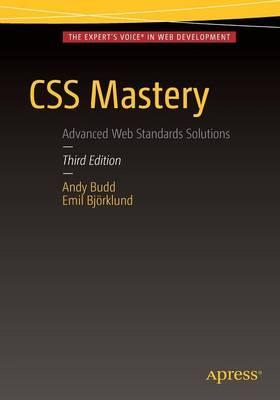 THE EXPERT'S VOICE® IN WEB DEVELOPMENT
CSS Mastery
Advanced Web Standards Solutions
—
Third Edition
—
Andy Budd
Emil Björklund
Apress®